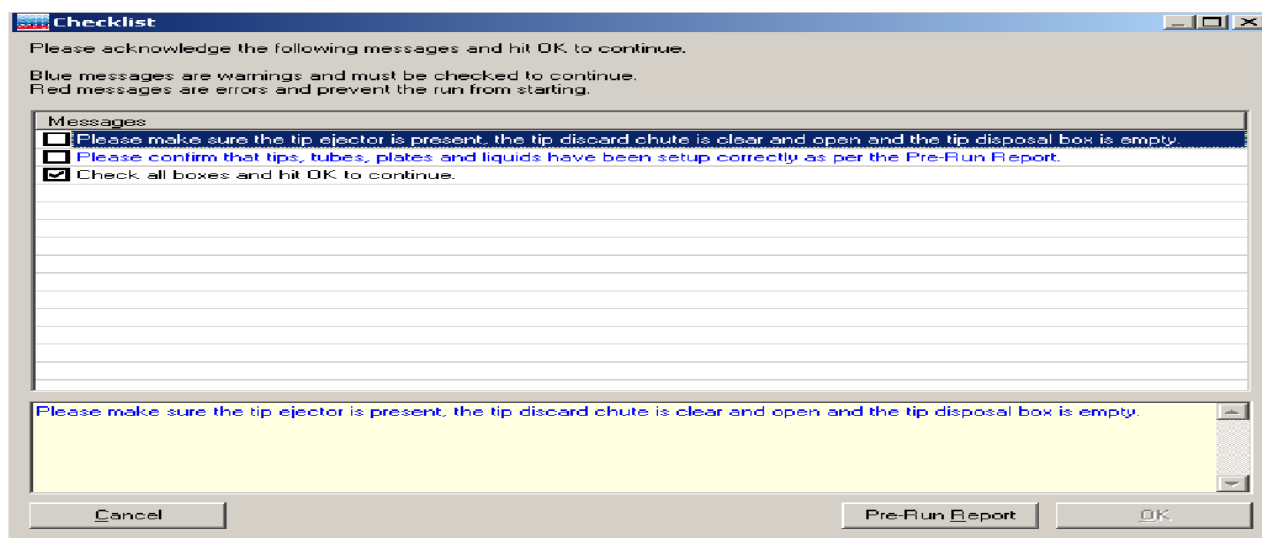 Checklist
Please acknowledge the following messages and hit OK to continue.
Blue messages are warnings and must be checked to continue.
Red messages are errors and prevent the run from starting.
Messages
Please make sure the tip ejector is present, the tip discard chute is clear and open and the tip disposal box is empty.
Please confirm that tips, tubes, plates and liquids have been setup correctly as per the Pre-Run Report.
Check all boxes and hit OK to continue.
Please make sure the tip ejector is present, the tip discard chute is clear and open and the tip disposal box is empty.
Cancel Pre-Run Report OK